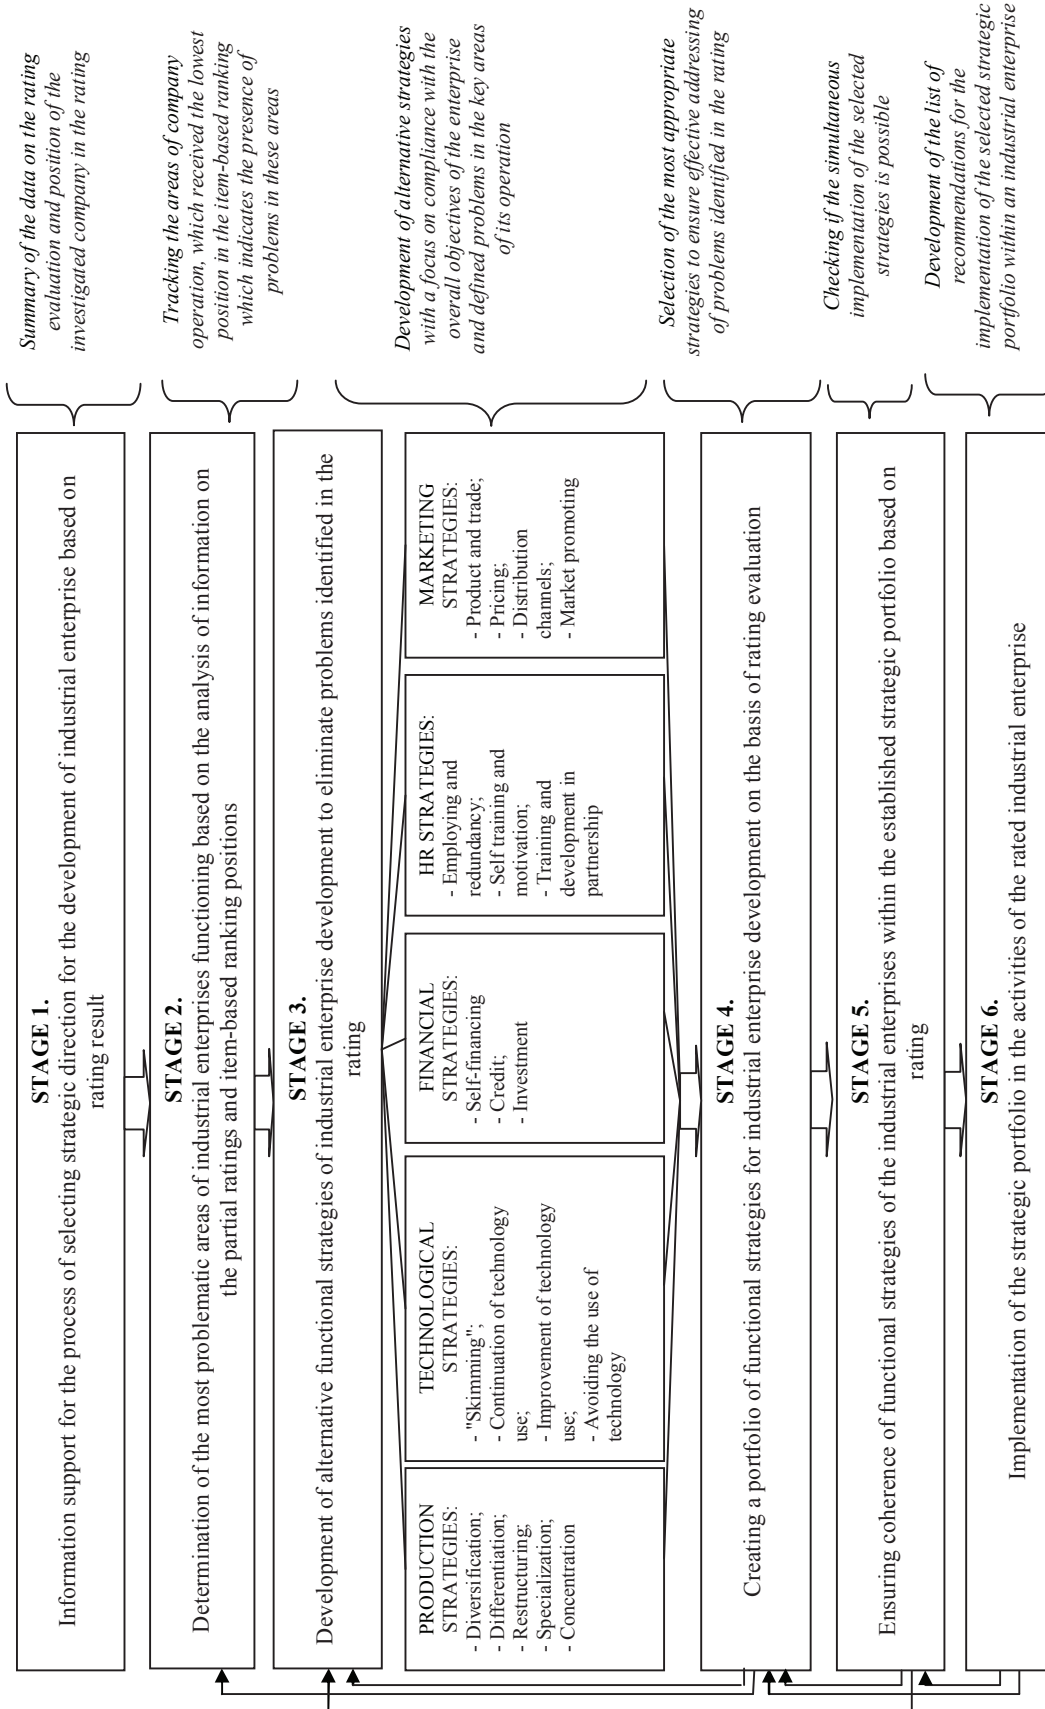 STAGE 1.
Information support for the process of selecting strategic direction for the development of industrial enterprise based on
rating result
Summary of the data on the rating
evaluation and position of the
investigated company in the rating
STAGE 2.
Determination of the most problematic areas of industrial enterprises functioning based on the analysis of information on
the partial ratings and item-based ranking positions
Tracking the areas of company
operation, which received the lowest
position in the item-based ranking
which indicates the presence of
problems in these areas
STAGE 3.
Development of alternative functional strategies of industrial enterprise development to eliminate problems identified in the
rating
Development of alternative strategies
with a focus on compliance with the
overall objectives of the enterprise
and defined problems in the key areas
of its operation
PRODUCTION
STRATEGIES:
- Diversification;
- Differentiation;
- Restructuring;
- Specialization;
- Concentration
TECHNOLOGICAL
STRATEGIES:
- "Skimming";
- Continuation of technology
use;
- Improvement of technology
use;
- Avoiding the use of
technology
FINANCIAL
STRATEGIES:
- Self-financing
- Credit;
- Investment
HR STRATEGIES:
- Employing and
redundancy;
- Self training and
motivation;
- Training and
development in
partnership
MARKETING
STRATEGIES:
- Product and trade;
- Pricing;
- Distribution
channels;
- Market promoting
STAGE 4.
Creating a portfolio of functional strategies for industrial enterprise development on the basis of rating evaluation
Selection of the most appropriate
strategies to ensure effective addressing
of problems identified in the rating
STAGE 5.
Ensuring coherence of functional strategies of the industrial enterprises within the established strategic portfolio based on
rating
Checking if the simultaneous
implementation of the selected
strategies is possible
STAGE 6.
Implementation of the strategic portfolio in the activities of the rated industrial enterprise
Development of the list of
recommendations for the
implementation of the selected strategic
portfolio within an industrial enterprise